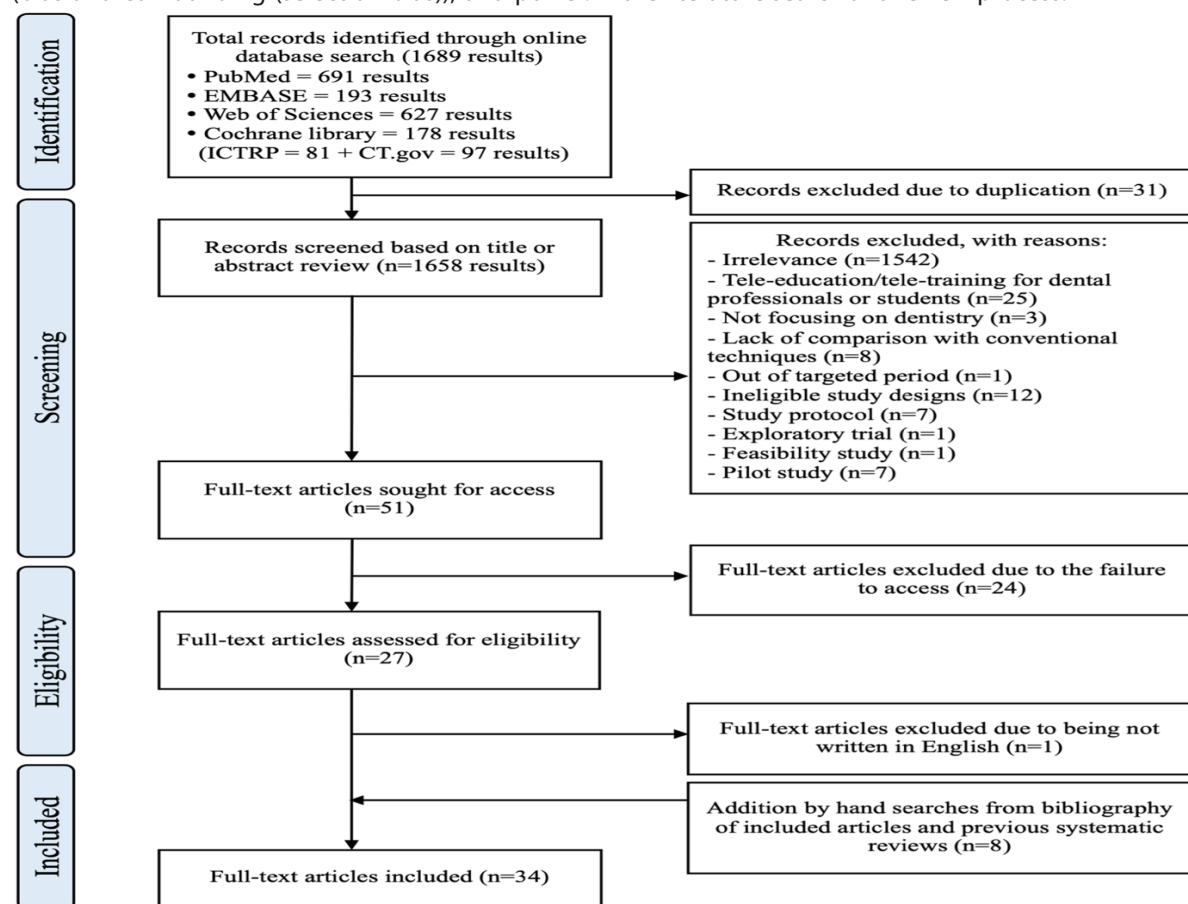 Identification
Total records identified through online
database search (1689 results)
• PubMed = 691 results
• EMBASE = 193 results
• Web of Sciences = 627 results
• Cochrane library = 178 results
(ICTRP = 81 + CT.gov = 97 results)
Records excluded due to duplication (n=31)
Screening
Records screened based on title or
abstract review (n=1658 results)
Records excluded, with reasons:
- Irrelevance (n=1542)
- Tele-education/tele-training for dental
professionals or students (n=25)
- Not focusing on dentistry (n=3)
- Lack of comparison with conventional
techniques (n=8)
- Out of targeted period (n=1)
- Ineligible study designs (n=12)
- Study protocol (n=7)
- Exploratory trial (n=1)
- Feasibility study (n=1)
- Pilot study (n=7)
Full-text articles sought for access
(n=51)
Full-text articles excluded due to the failure
to access (n=24)
Eligibility
Full-text articles assessed for eligibility
(n=27)
Full-text articles excluded due to being not
written in English (n=1)
Included
Addition by hand searches from bibliography
of included articles and previous systematic
reviews (n=8)
Full-text articles included (n=34)